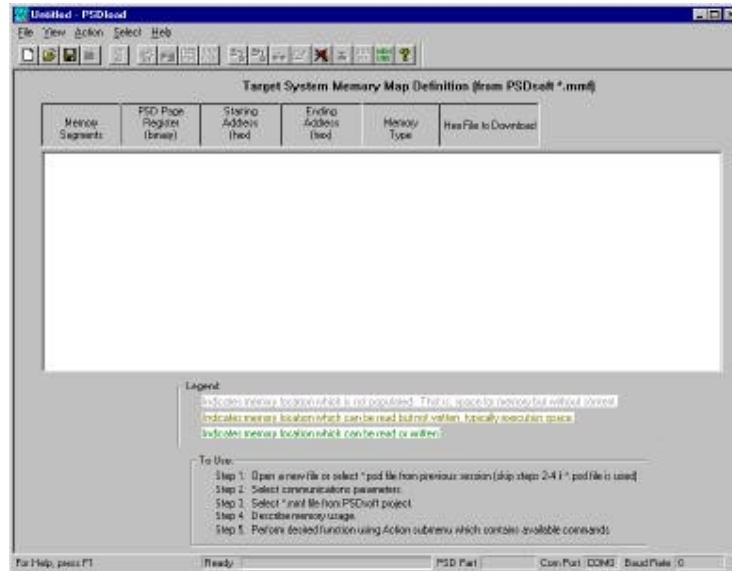 Untitled - PSDload
File View Action Select Help
Target System Memory Map Definition (from PSDsoft *.mmf)
Memory Segments
PSD Page Register (binary)
Starting Address (hex)
Ending Address (hex)
Memory Type
Hex File to Download
Legend:
Indicates memory location which is not populated. That is, space for memory but without content.
Indicates memory location which can be read but not written, typically execution space.
Indicates memory location which can be read or written.
To Use:
Step 1. Open a new file or select *.psd file from previous session (skip steps 2-4 if *.psd file is used)
Step 2. Select communications parameters.
Step 3. Select *.mmf file from PSDsoft project.
Step 4. Describe memory usage.
Step 5. Perform desired function using Action submenu which contains available commands
For Help, press F1
Ready
PSD Part
Com Port
Baud Rate 0